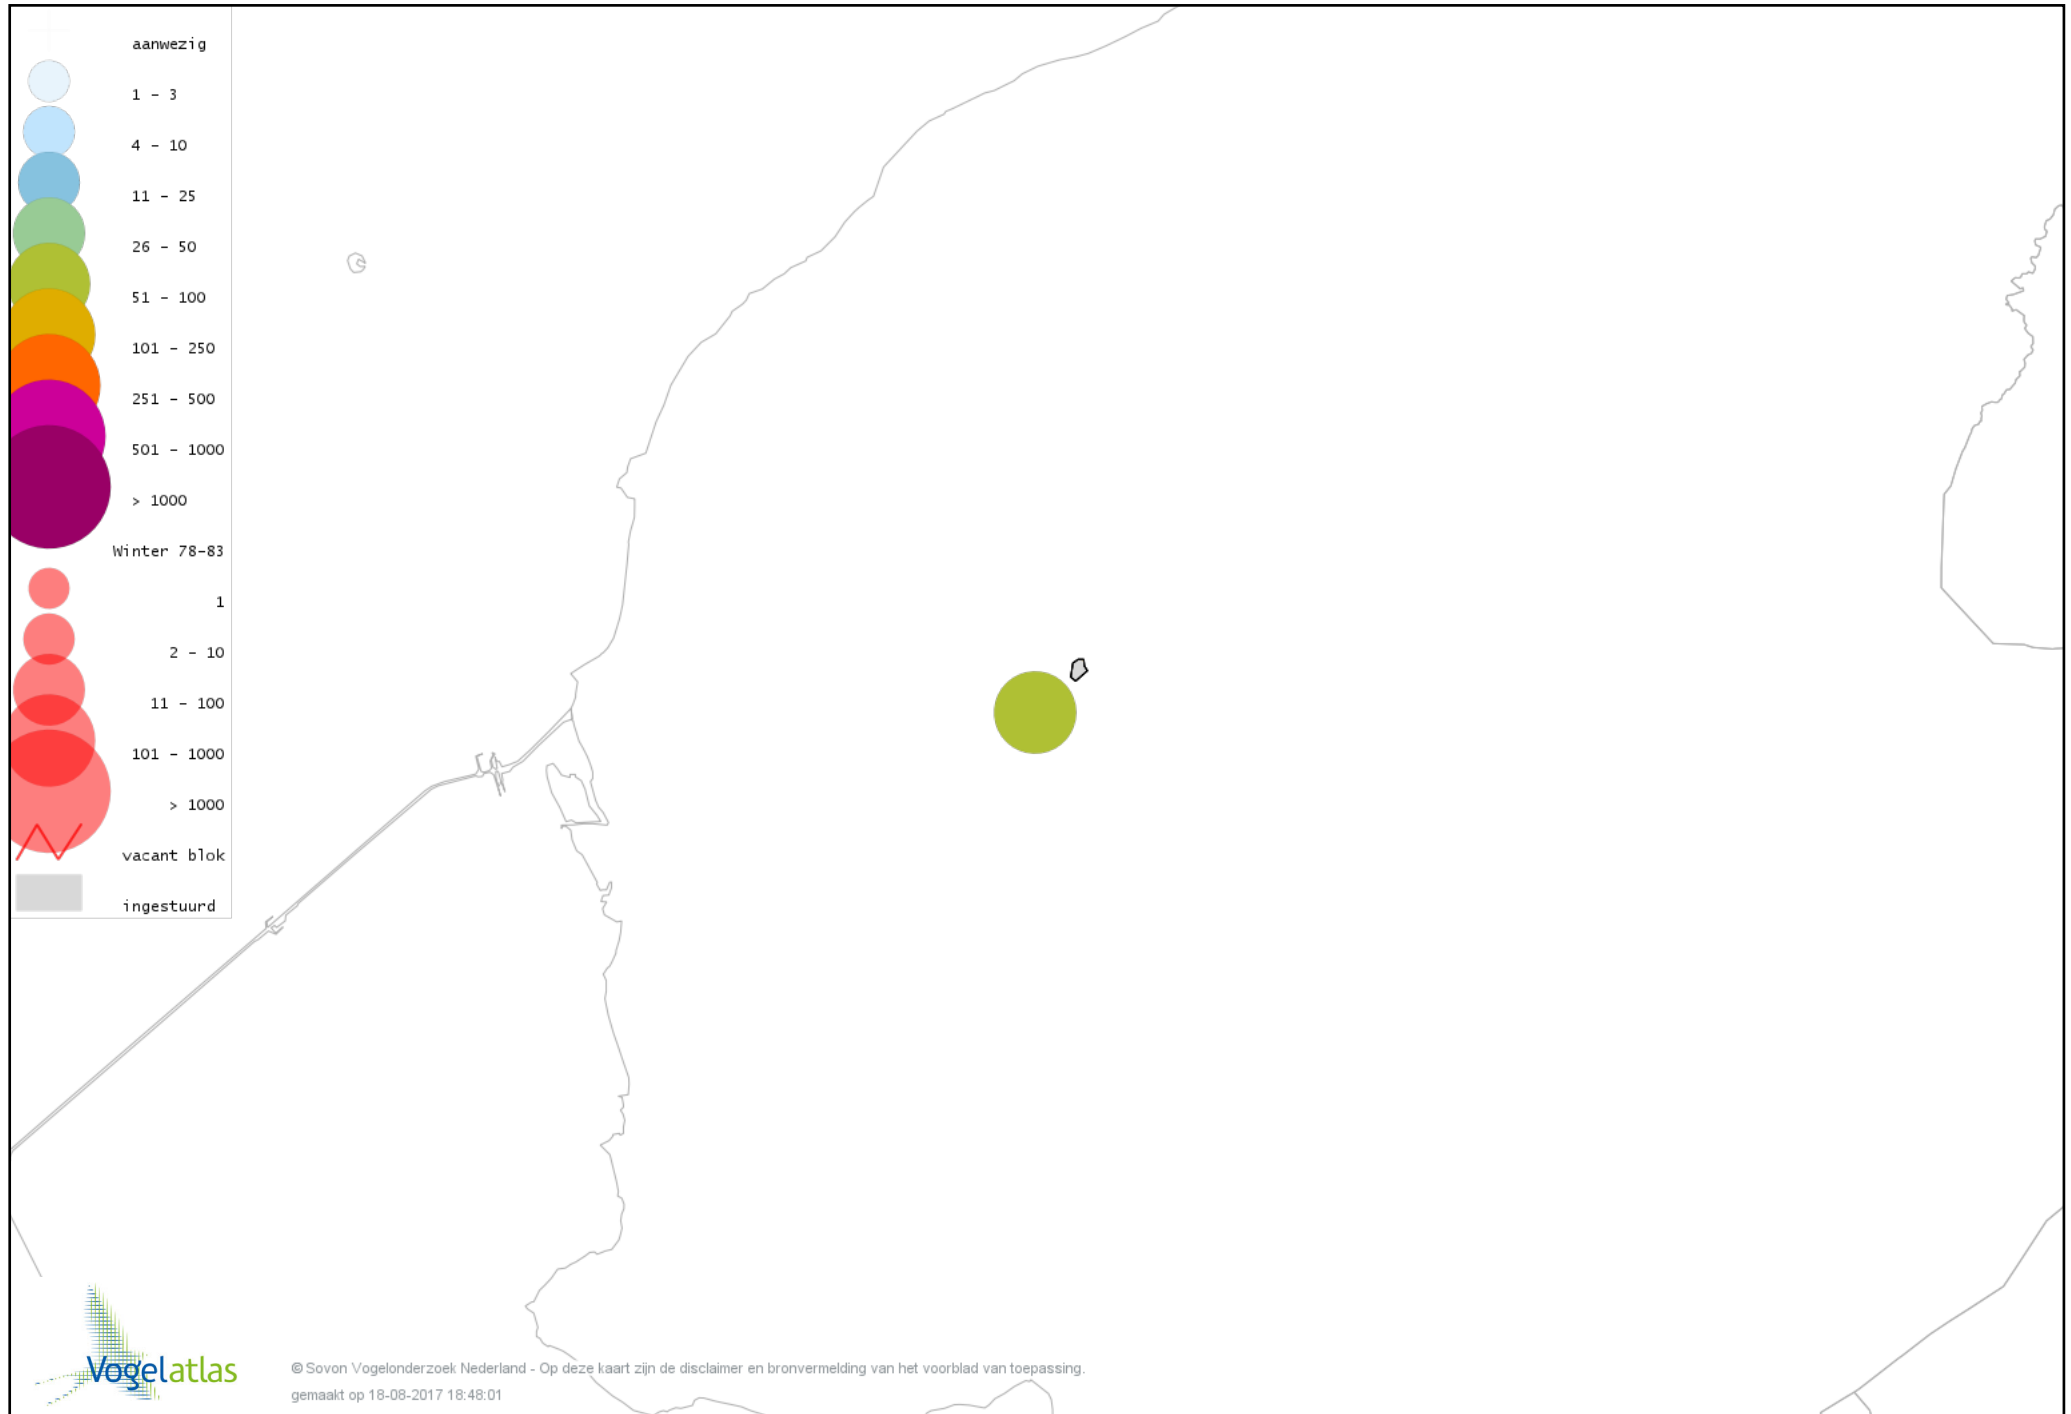 aanwezig
1 - 3
4 - 10
11 - 25
26 - 50
51 - 100
101 - 250
251 - 500
501 - 1000
> 1000
Winter 78-83
1
2 - 10
11 - 100
101 - 1000
> 1000
vacant blok
ingestuurd
Vogelatlas
© Sovon Vogelonderzoek Nederland - Op deze kaart zijn de disclaimer en bronvermelding van het voorblad van toepassing.
gemaakt op 18-08-2017 18:48:01